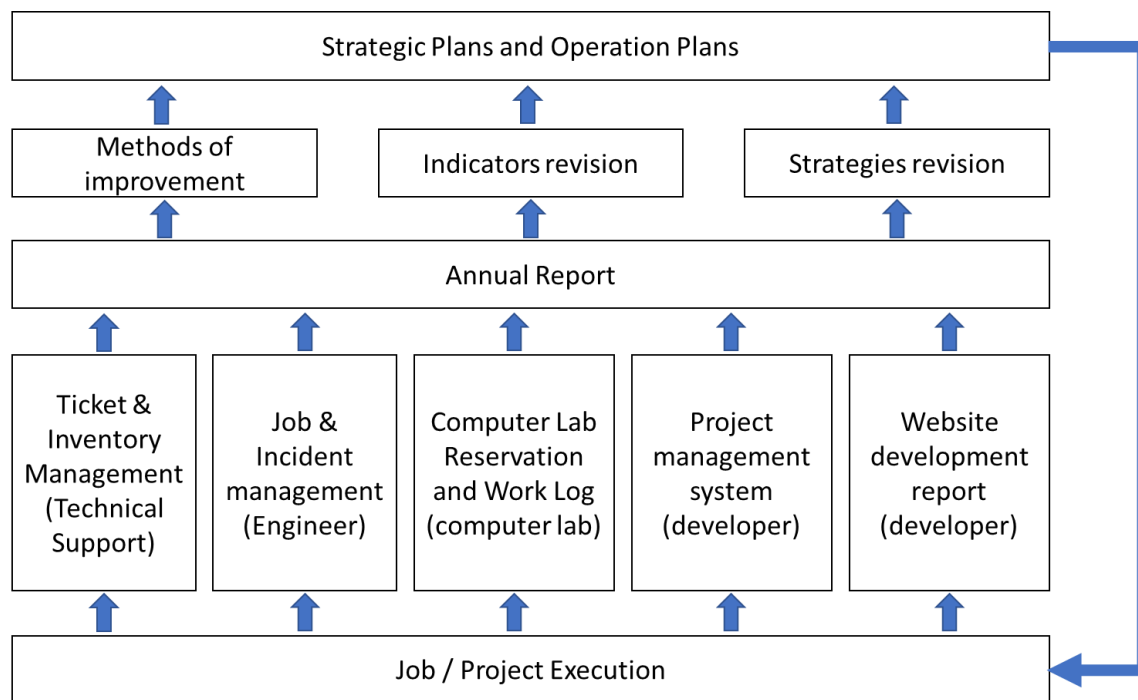 Strategic Plans and Operation Plans
Methods of
improvement
Indicators revision
Strategies revision
Annual Report
Ticket &
Inventory
Management
(Technical
Support)
Job &
Incident
management
(Engineer)
Computer Lab
Reservation
and Work Log
(computer lab)
Project
management
system
(developer)
Website
development
report
(developer)
Job / Project Execution